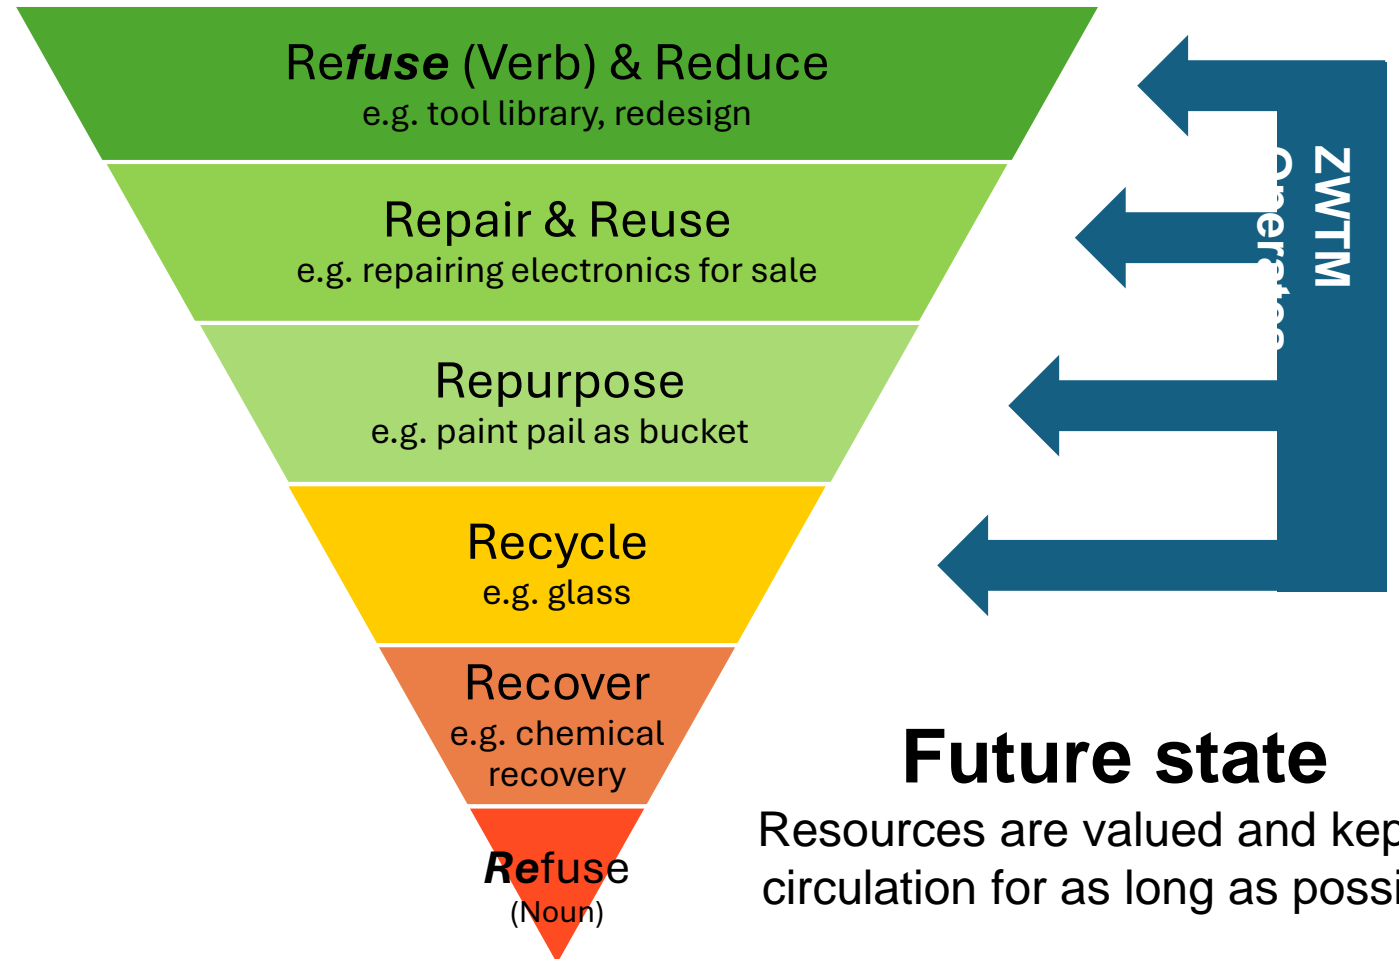 Refuse (Verb) & Reduce
e.g. tool library, redesign
Repair & Reuse
e.g. repairing electronics for sale
Repurpose
e.g. paint pail as bucket
Recycle
e.g. glass
Recover
e.g. chemical
recovery
Refuse
(Noun)
ZWTM
Operates
Future state
Resources are valued and kep
circulation for as long as possi